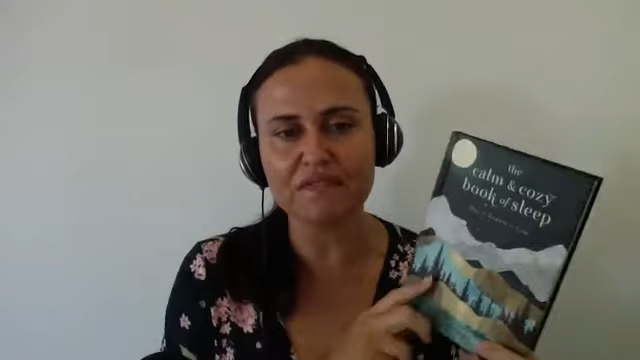 the
calm & cozy
book of sleep